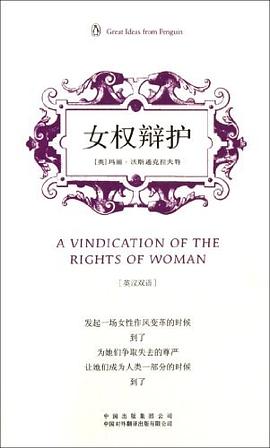 Great Ideas from Penguin
女权辩护
[英]玛丽·沃斯通克拉夫特
A VINDICATION OF THE
RIGHTS OF WOMAN
[英汉双语]
发起一场女性作风变革的时候
到了
为她们争取失去的尊严
让她们成为人类一部分的时候
到了
中国出版集团公司
中国对外翻译出版有限公司